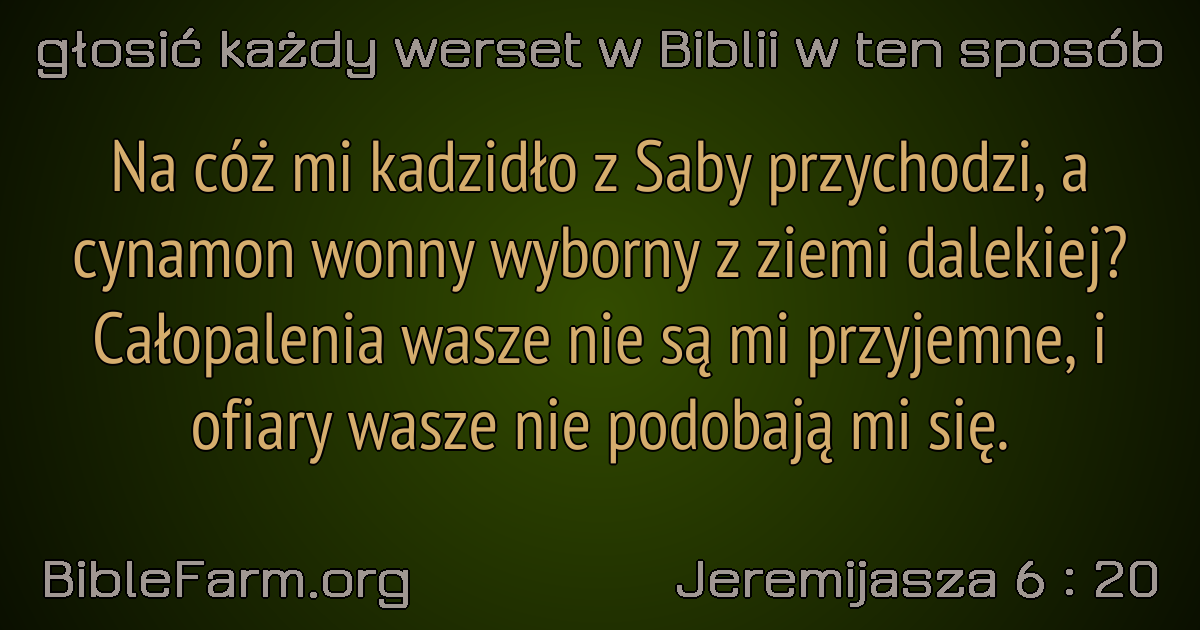 głosić każdy werset w Biblii w ten sposób
Na cóż mi kadzidło z Saby przychodzi, a
cynamon wonny wyborny z ziemi dalekiej?
Całopalenia wasze nie są mi przyjemne, i
ofiary wasze nie podobają mi się.
BibleFarm.org
Jeremijasza 6 : 20